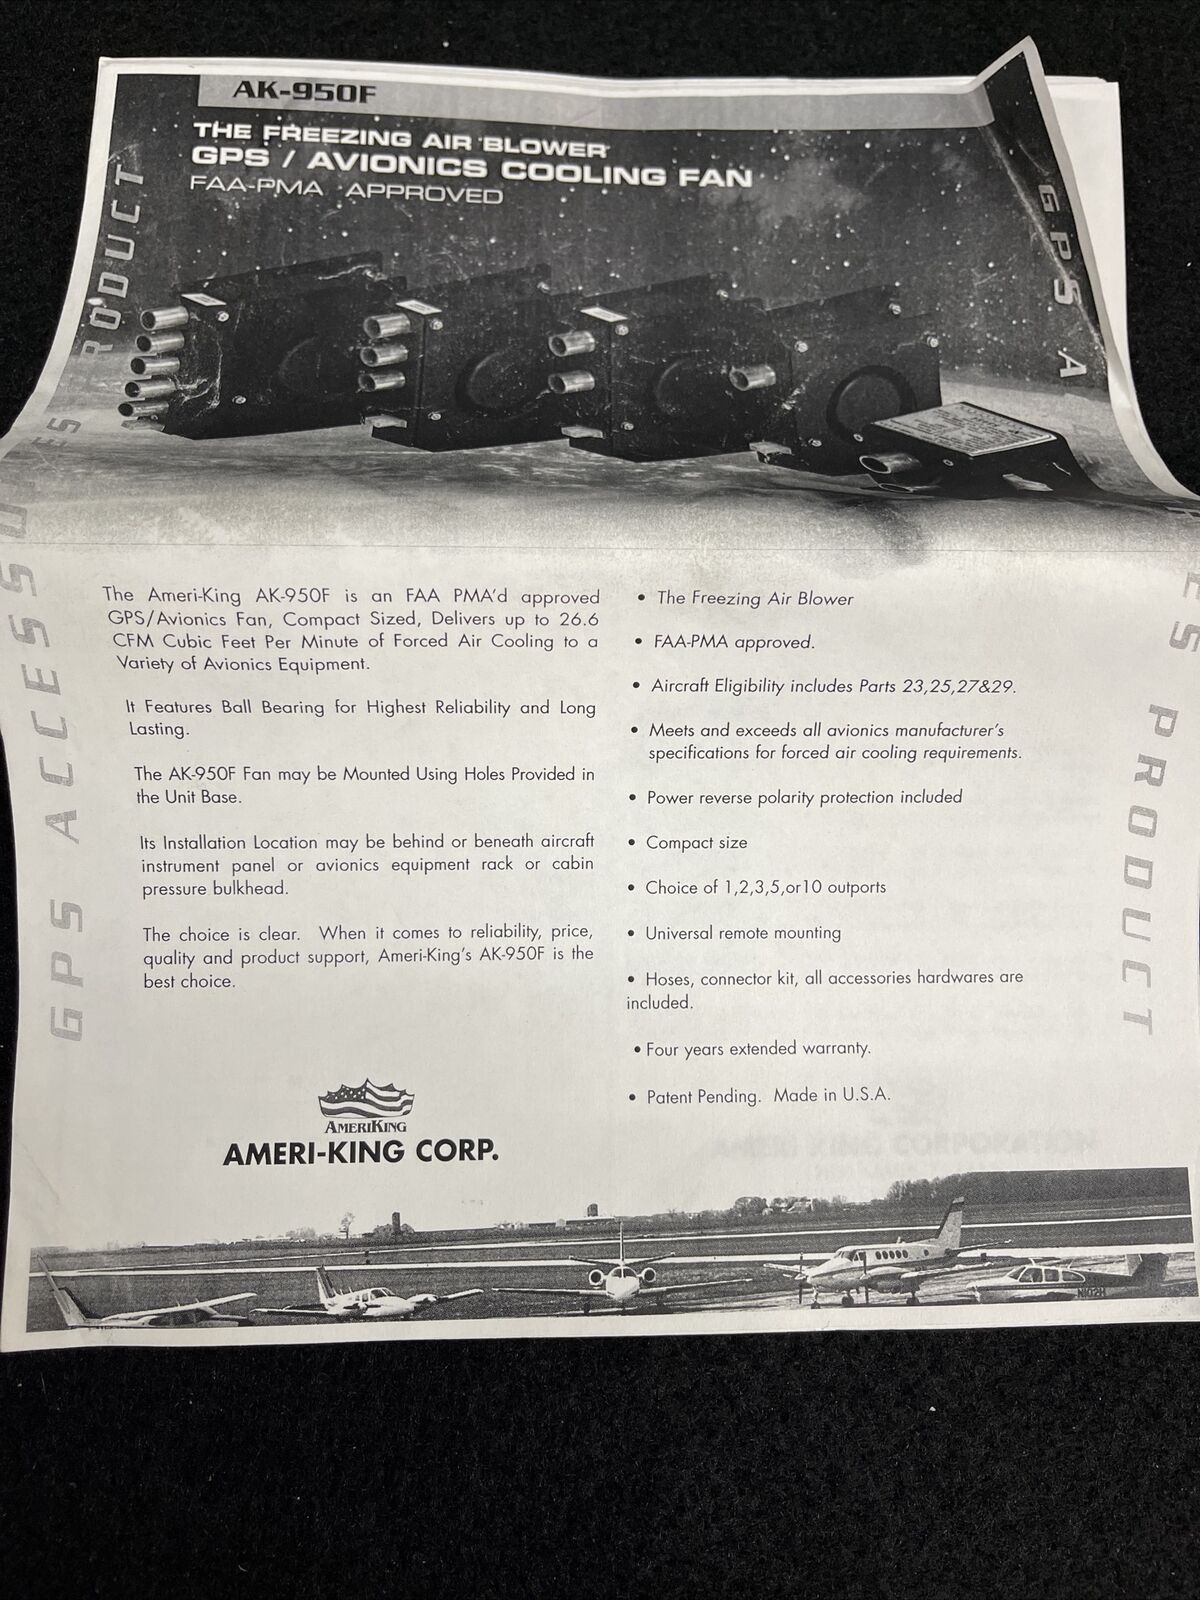 AK-950F
THE FREEZING AIR BLOWER
GPS / AVIONICS COOLING FAN
FAA-PMA APPROVED
The Ameri-King AK-950F is an FAA PMA'd approved
GPS/Avionics Fan, Compact Sized, Delivers up to 26.6
CFM Cubic Feet Per Minute of Forced Air Cooling to a
Variety of Avionics Equipment.
It Features Ball Bearing for Highest Reliability and Long
Lasting.
The AK-950F Fan may be Mounted Using Holes Provided in
the Unit Base.
Its Installation Location may be behind or beneath aircraft
instrument panel or avionics equipment rack or cabin
pressure bulkhead.
The choice is clear. When it comes to reliability, price,
quality and product support, Ameri-King's AK-950F is the
best choice.
• The Freezing Air Blower
• FAA-PMA approved.
• Aircraft Eligibility includes Parts 23,25,27&29.
• Meets and exceeds all avionics manufacturer's
specifications for forced air cooling requirements.
• Power reverse polarity protection included
• Compact size
• Choice of 1,2,3,5,or10 outports
• Universal remote mounting
• Hoses, connector kit, all accessories hardwares are
included.
• Four years extended warranty.
• Patent Pending. Made in U.S.A.
AMERIKING
AMERI-KING CORP.
GPS ACCESSORIES PRODUCT
GPS A
ES PRODUCT
N102H